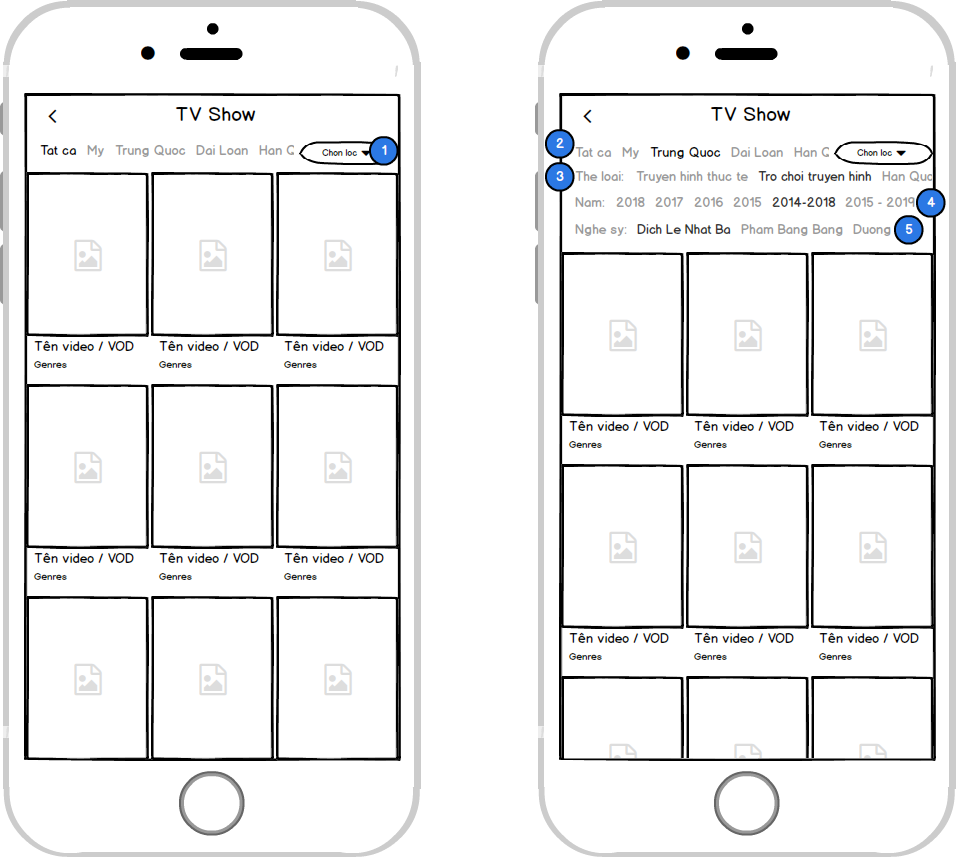 TV Show
Tat ca My Trung Quoc Dai Loan Han Q Chon loc 1
Tên video / VOD Tên video / VOD Tên video / VOD
Genres Genres Genres
Tên video / VOD Tên video / VOD Tên video / VOD
Genres Genres Genres
TV Show
2 Tat ca My Trung Quoc Dai Loan Han Q Chon loc
3 The loai: Truyen hinh thuc te Tro choi truyen hinh Han Quc
Nam: 2018 2017 2016 2015 2014-2018 2015 - 2019 4
Nghe sy: Dich Le Nhat Ba Pham Bang Bang Duong 5
Tên video / VOD Tên video / VOD Tên video / VOD
Genres Genres Genres
Tên video / VOD Tên video / VOD Tên video / VOD
Genres Genres Genres